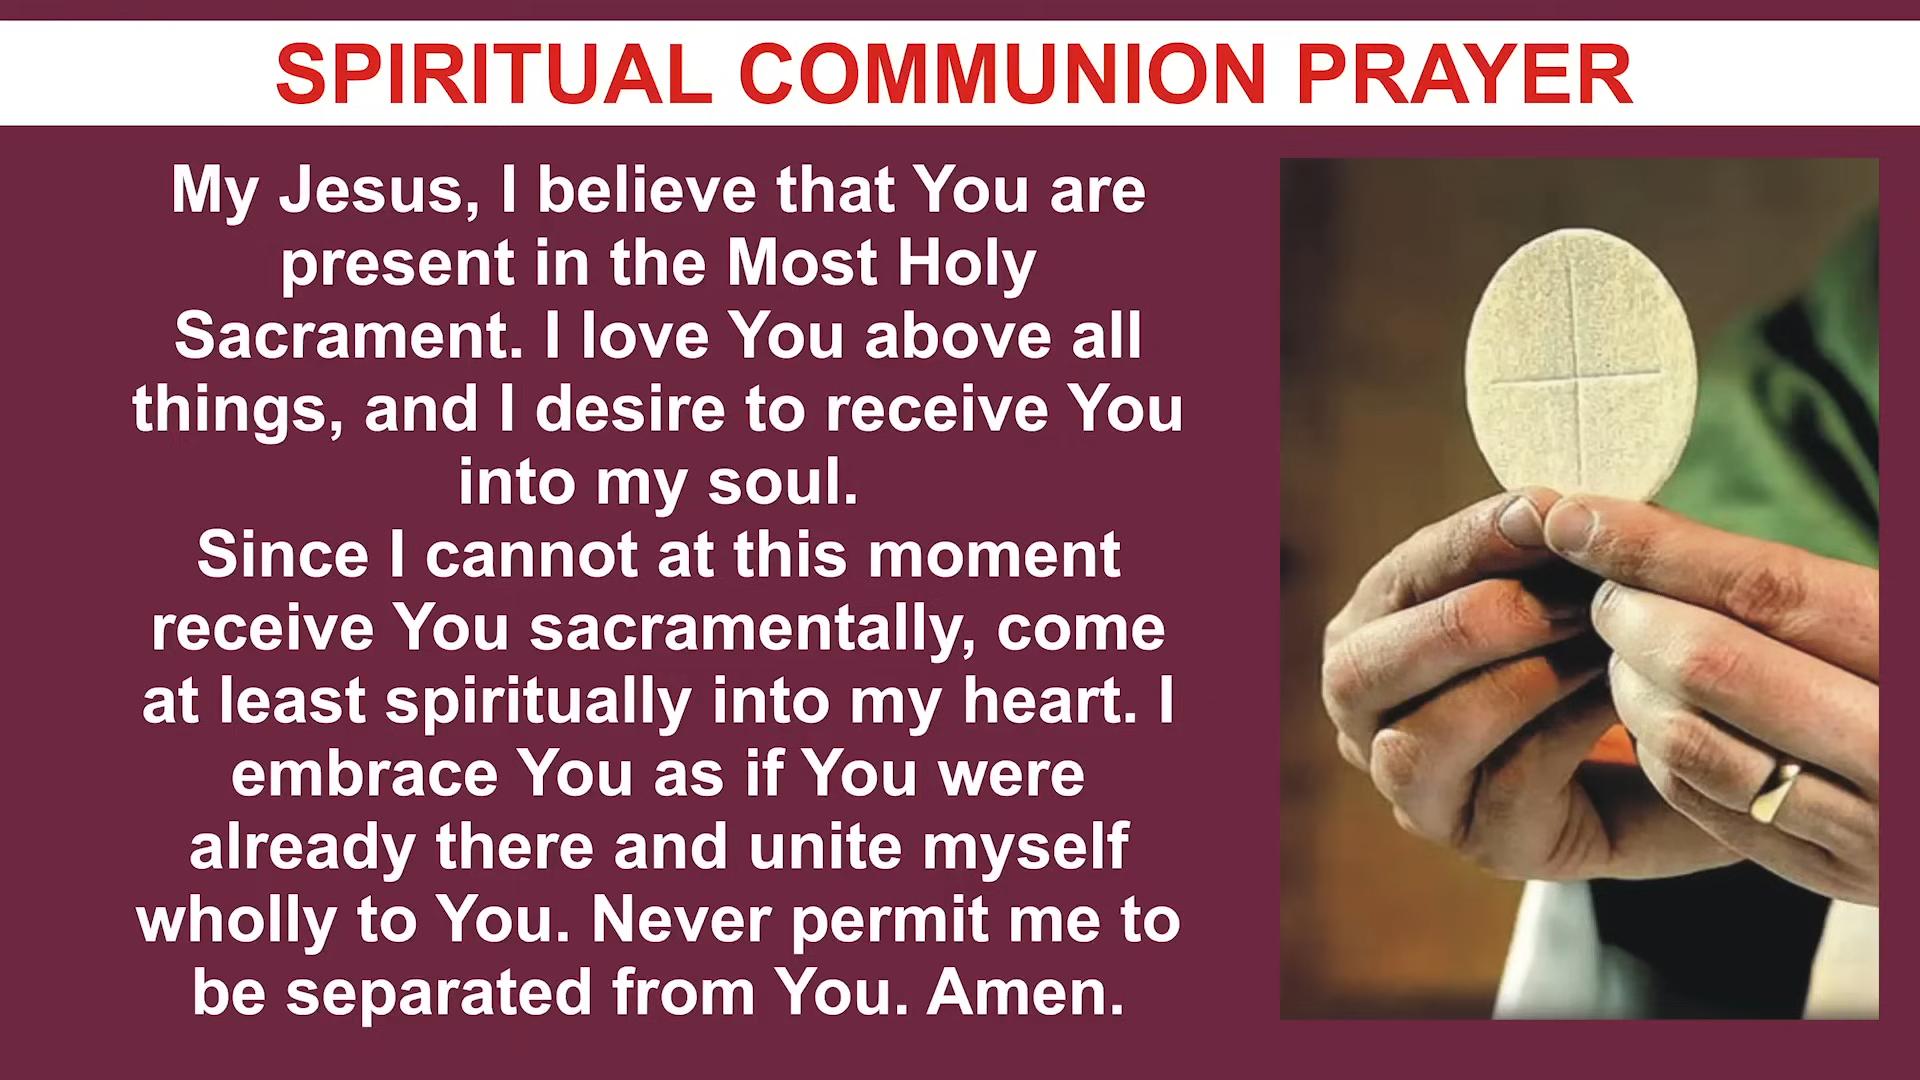 SPIRITUAL COMMUNION PRAYER
My Jesus, I believe that You are
present in the Most Holy
Sacrament. I love You above all
things, and I desire to receive You
into my soul.
Since I cannot at this moment
receive You sacramentally, come
at least spiritually into my heart. I
embrace You as if You were
already there and unite myself
wholly to You. Never permit me to
be separated from You. Amen.